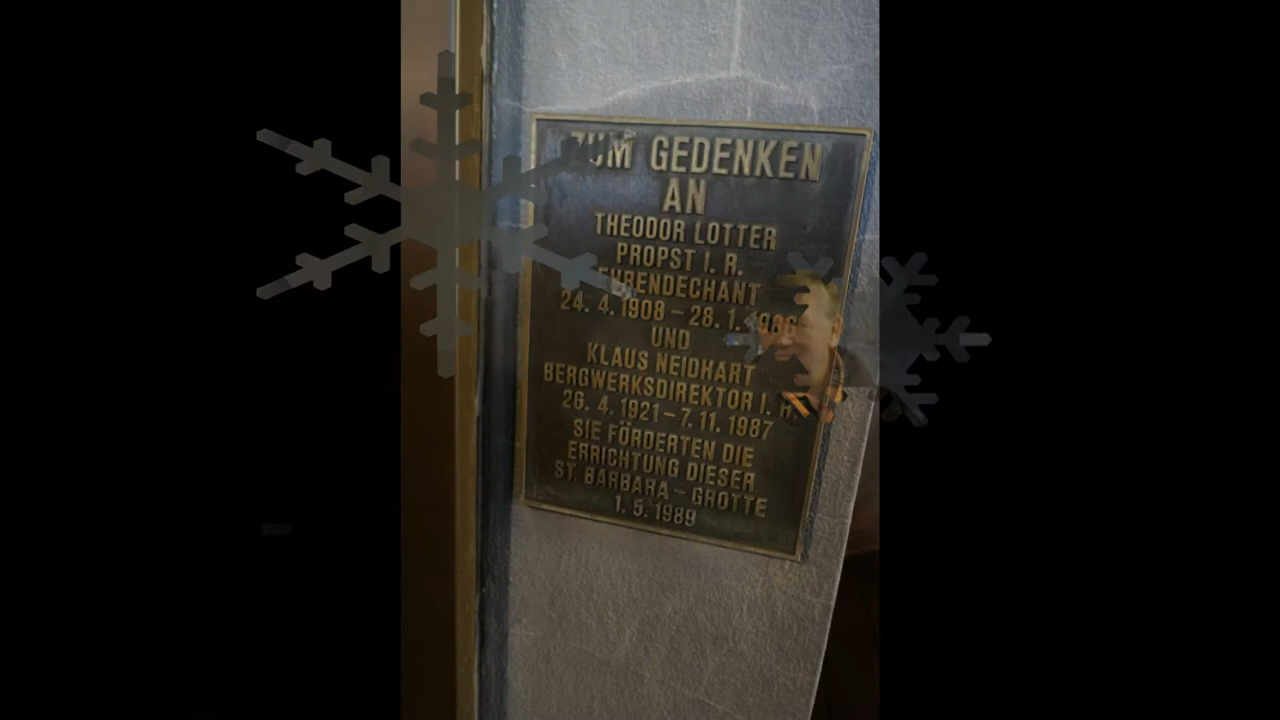 ZUM GEDENKEN
AN
THEODOR LOTTER
PROPST I. R.
EHRENDECHANT
24. 4. 1908 – 28. 1. 1986
UND
KLAUS NEIDHART
BERGWERKSDIREKTOR I. R.
26. 4. 1921 – 7. 11. 1987
SIE FÖRDERTEN DIE
ERRICHTUNG DIESER
ST. BARBARA – GROTTE
1. 5. 1989